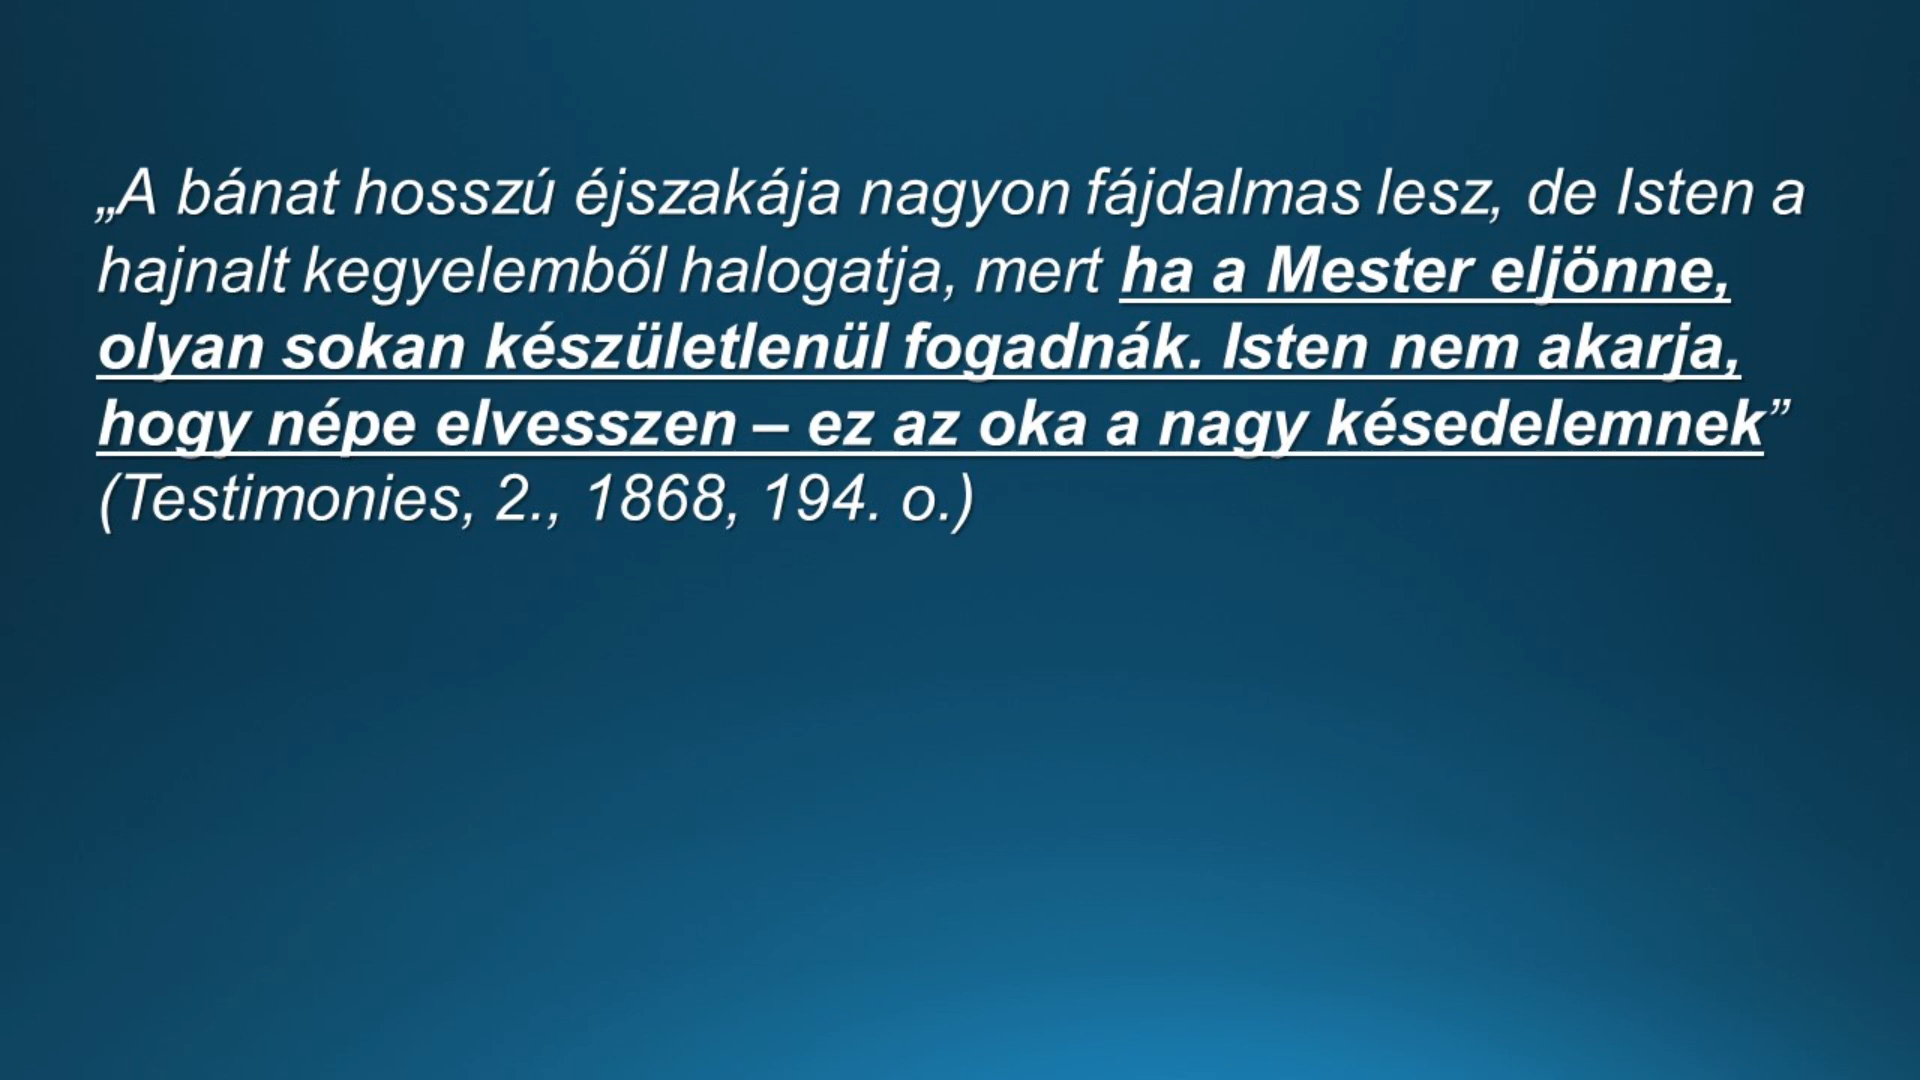 „A bánat hosszú éjszakája nagyon fájdalmas lesz, de Isten a
hajnalt kegyelemből halogatja, mert ha a Mester eljönne,
olyan sokan készületlenül fogadnák. Isten nem akarja,
hogy népe elvesszen – ez az oka a nagy késedelemnek”
(Testimonies, 2., 1868, 194. o.)